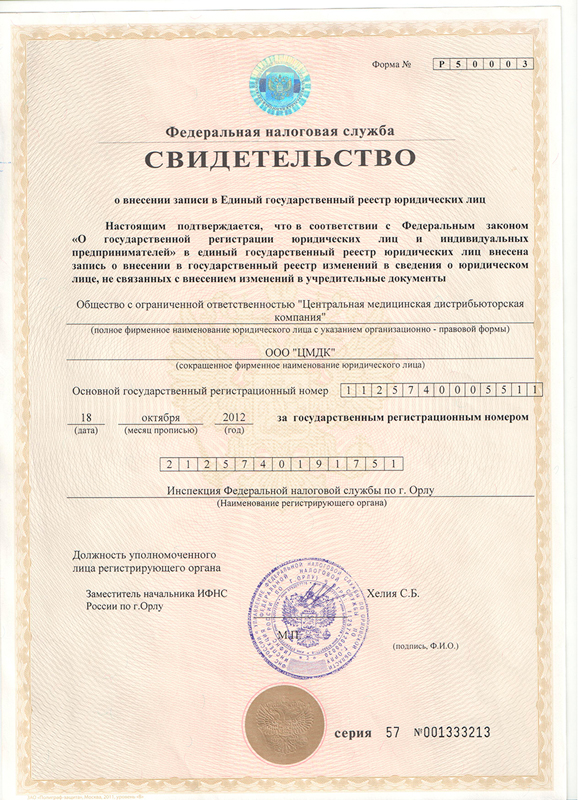 Форма № Р 5 0 0 0 3
Федеральная налоговая служба
СВИДЕТЕЛЬСТВО
о внесении записи в Единый государственный реестр юридических лиц
Настоящим подтверждается, что в соответствии с Федеральным законом
«О государственной регистрации юридических лиц и индивидуальных
предпринимателей» в единый государственный реестр юридических лиц внесена
запись о внесении в государственный реестр изменений в сведения о юридическом
лице, не связанных с внесением изменений в учредительные документы
Общество с ограниченной ответственностью "Центральная медицинская дистрибьюторская
компания"
(полное фирменное наименование юридического лица с указанием организационно - правовой формы)
ООО "ЦМДК"
(сокращенное фирменное наименование юридического лица)
Основной государственный регистрационный номер 1 1 2 5 7 4 0 0 0 5 5 1 1
18 октября 2012 за государственным регистрационным номером
(дата) (месяц прописью) (год)
2 1 2 5 7 4 0 1 9 1 7 5 1
Инспекция Федеральной налоговой службы по г. Орлу
(Наименование регистрирующего органа)
Должность уполномоченного
лица регистрирующего органа
Заместитель начальника ИФНС Хелия С.Б.
России по г.Орлу
М.П.
(подпись, Ф.И.О.)
серия 57 №001333213